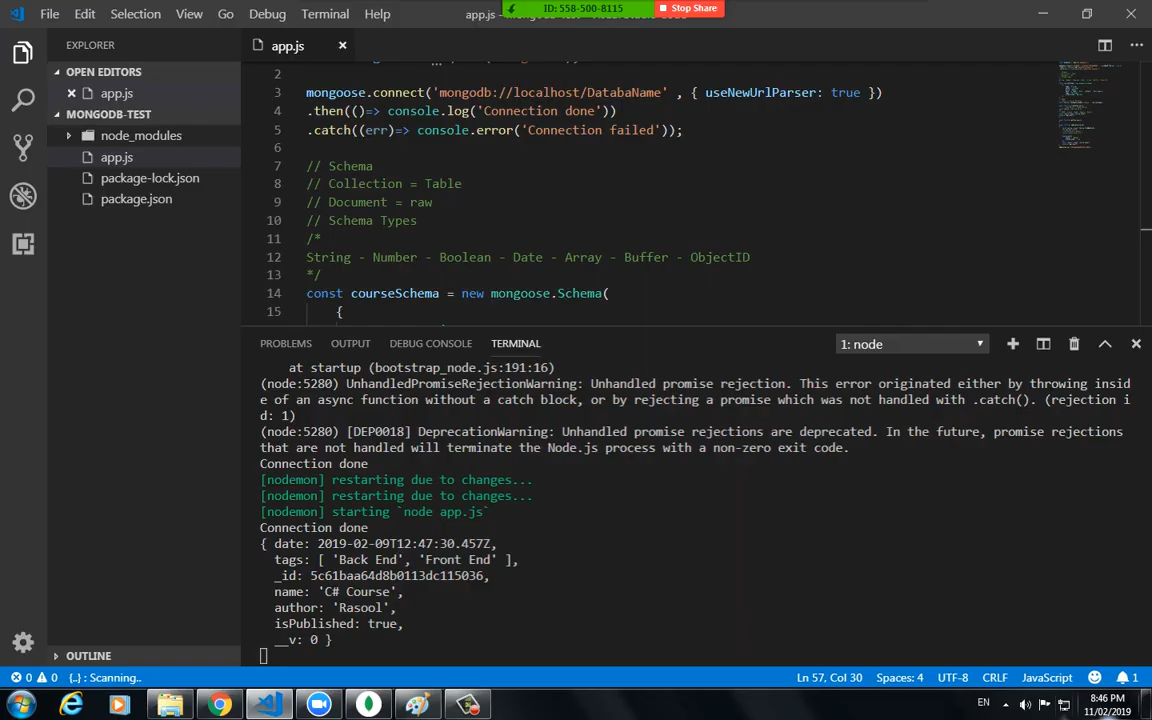 File Edit Selection View Go Debug Terminal Help
app.js -
ID: 558-500-8115
Stop Share
EXPLORER
OPEN EDITORS
app.js
MONGODB-TEST
node_modules
app.js
package-lock.json
package.json
OUTLINE
app.js
2
3 mongoose.connect('mongodb://localhost/DatabaName' , { useNewUrlParser: true })
4 .then(()=> console.log('Connection done'))
5 .catch((err)=> console.error('Connection failed'));
6
7 // Schema
8 // Collection = Table
9 // Document = raw
10 // Schema Types
11 /*
12 String - Number - Boolean - Date - Array - Buffer - ObjectID
13 */
14 const courseSchema = new mongoose.Schema(
15 {
PROBLEMS OUTPUT DEBUG CONSOLE TERMINAL
1: node
at startup (bootstrap_node.js:191:16)
(node:5280) UnhandledPromiseRejectionWarning: Unhandled promise rejection. This error originated either by throwing insid
e of an async function without a catch block, or by rejecting a promise which was not handled with .catch(). (rejection i
d: 1)
(node:5280) [DEP0018] DeprecationWarning: Unhandled promise rejections are deprecated. In the future, promise rejections
that are not handled will terminate the Node.js process with a non-zero exit code.
Connection done
[nodemon] restarting due to changes...
[nodemon] restarting due to changes...
[nodemon] starting `node app.js`
Connection done
{ date: 2019-02-09T12:47:30.457Z,
tags: [ 'Back End', 'Front End' ],
_id: 5c61baa64d8b0113dc115036,
name: 'C# Course',
author: 'Rasool',
isPublished: true,
__v: 0 }
0 0 {..} : Scanning..
Ln 57, Col 30 Spaces: 4 UTF-8 CRLF JavaScript 1
EN
8:46 PM
11/02/2019